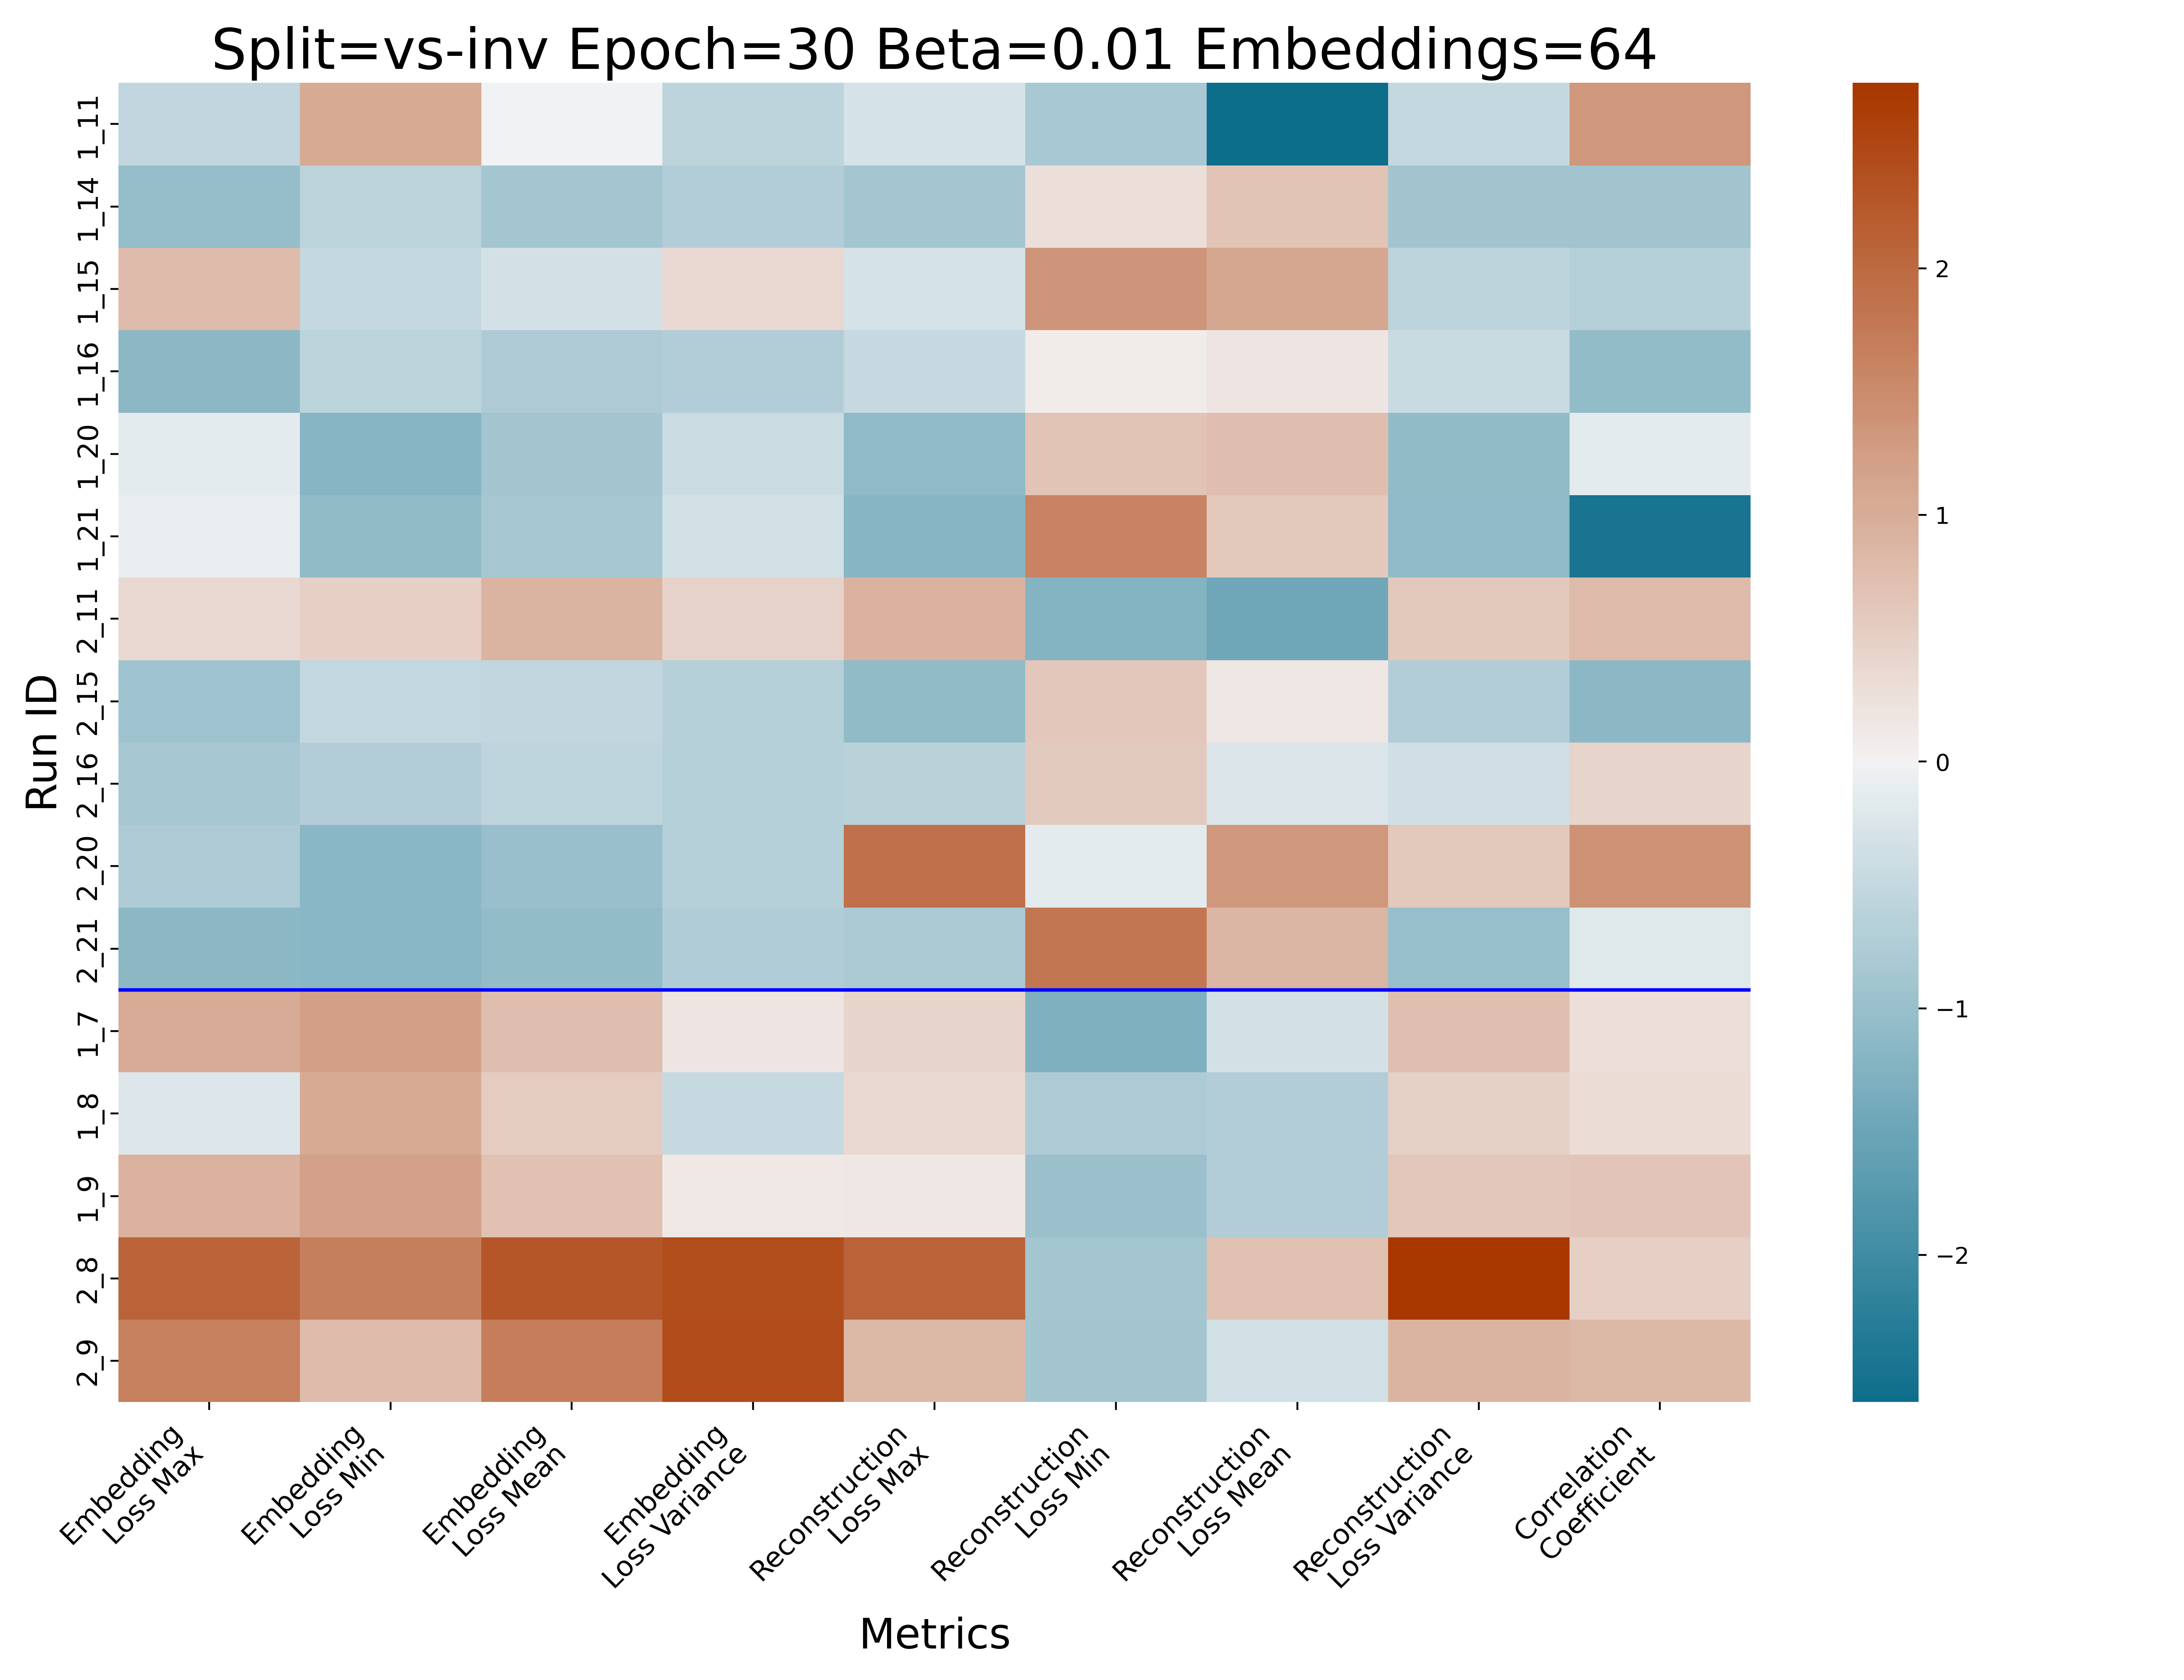 Split=vs-inv Epoch=30 Beta=0.01 Embeddings=64
Run ID
1_11
1_14
1_15
1_16
1_20
1_21
2_11
2_15
2_16
2_20
2_21
1_7
1_8
1_9
2_8
2_9
Embedding
Loss Max
Embedding
Loss Min
Embedding
Loss Mean
Embedding
Loss Variance
Reconstruction
Loss Max
Reconstruction
Loss Min
Reconstruction
Loss Mean
Reconstruction
Loss Variance
Correlation
Coefficient
Metrics
2
1
0
−1
−2